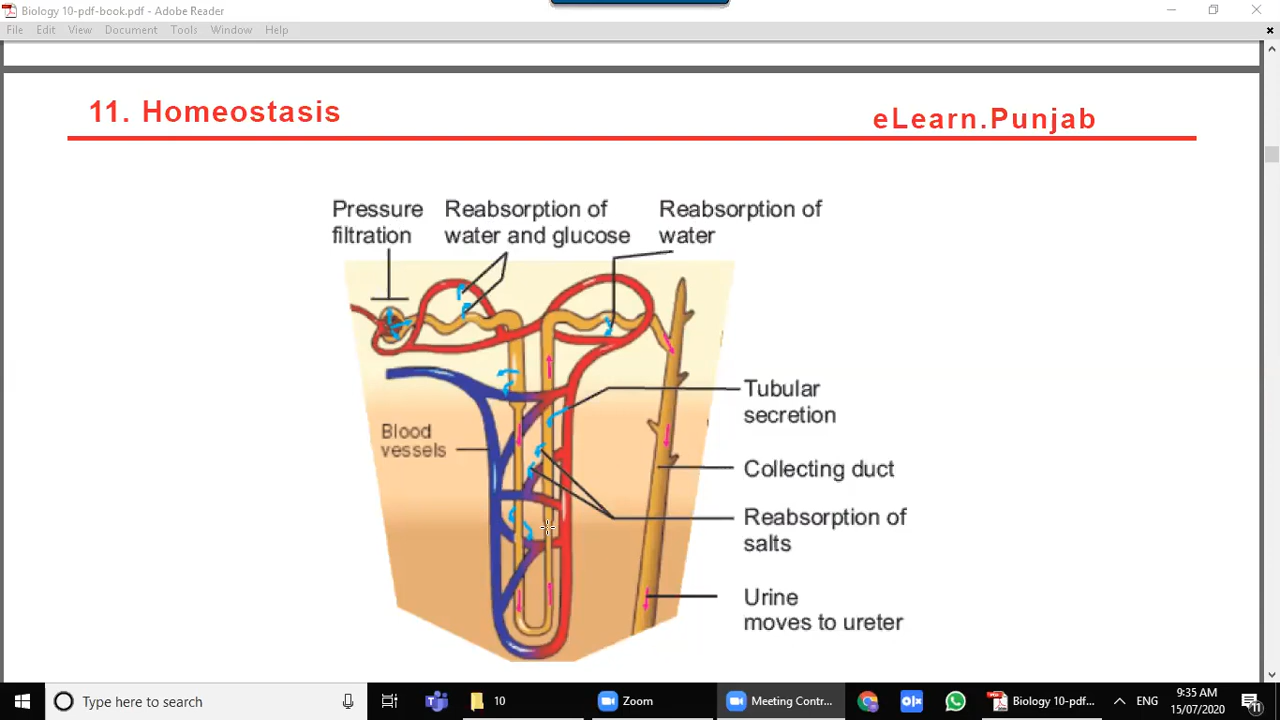 Biology 10-pdf-book.pdf - Adobe Reader
File Edit View Document Tools Window Help
11. Homeostasis
eLearn.Punjab
Pressure
filtration
Reabsorption of
water and glucose
Reabsorption of
water
Tubular
secretion
Blood
vessels
Collecting duct
Reabsorption of
salts
Urine
moves to ureter
Type here to search
10
Zoom
Meeting Contr...
Biology 10-pdf...
ENG
9:35 AM
15/07/2020
11